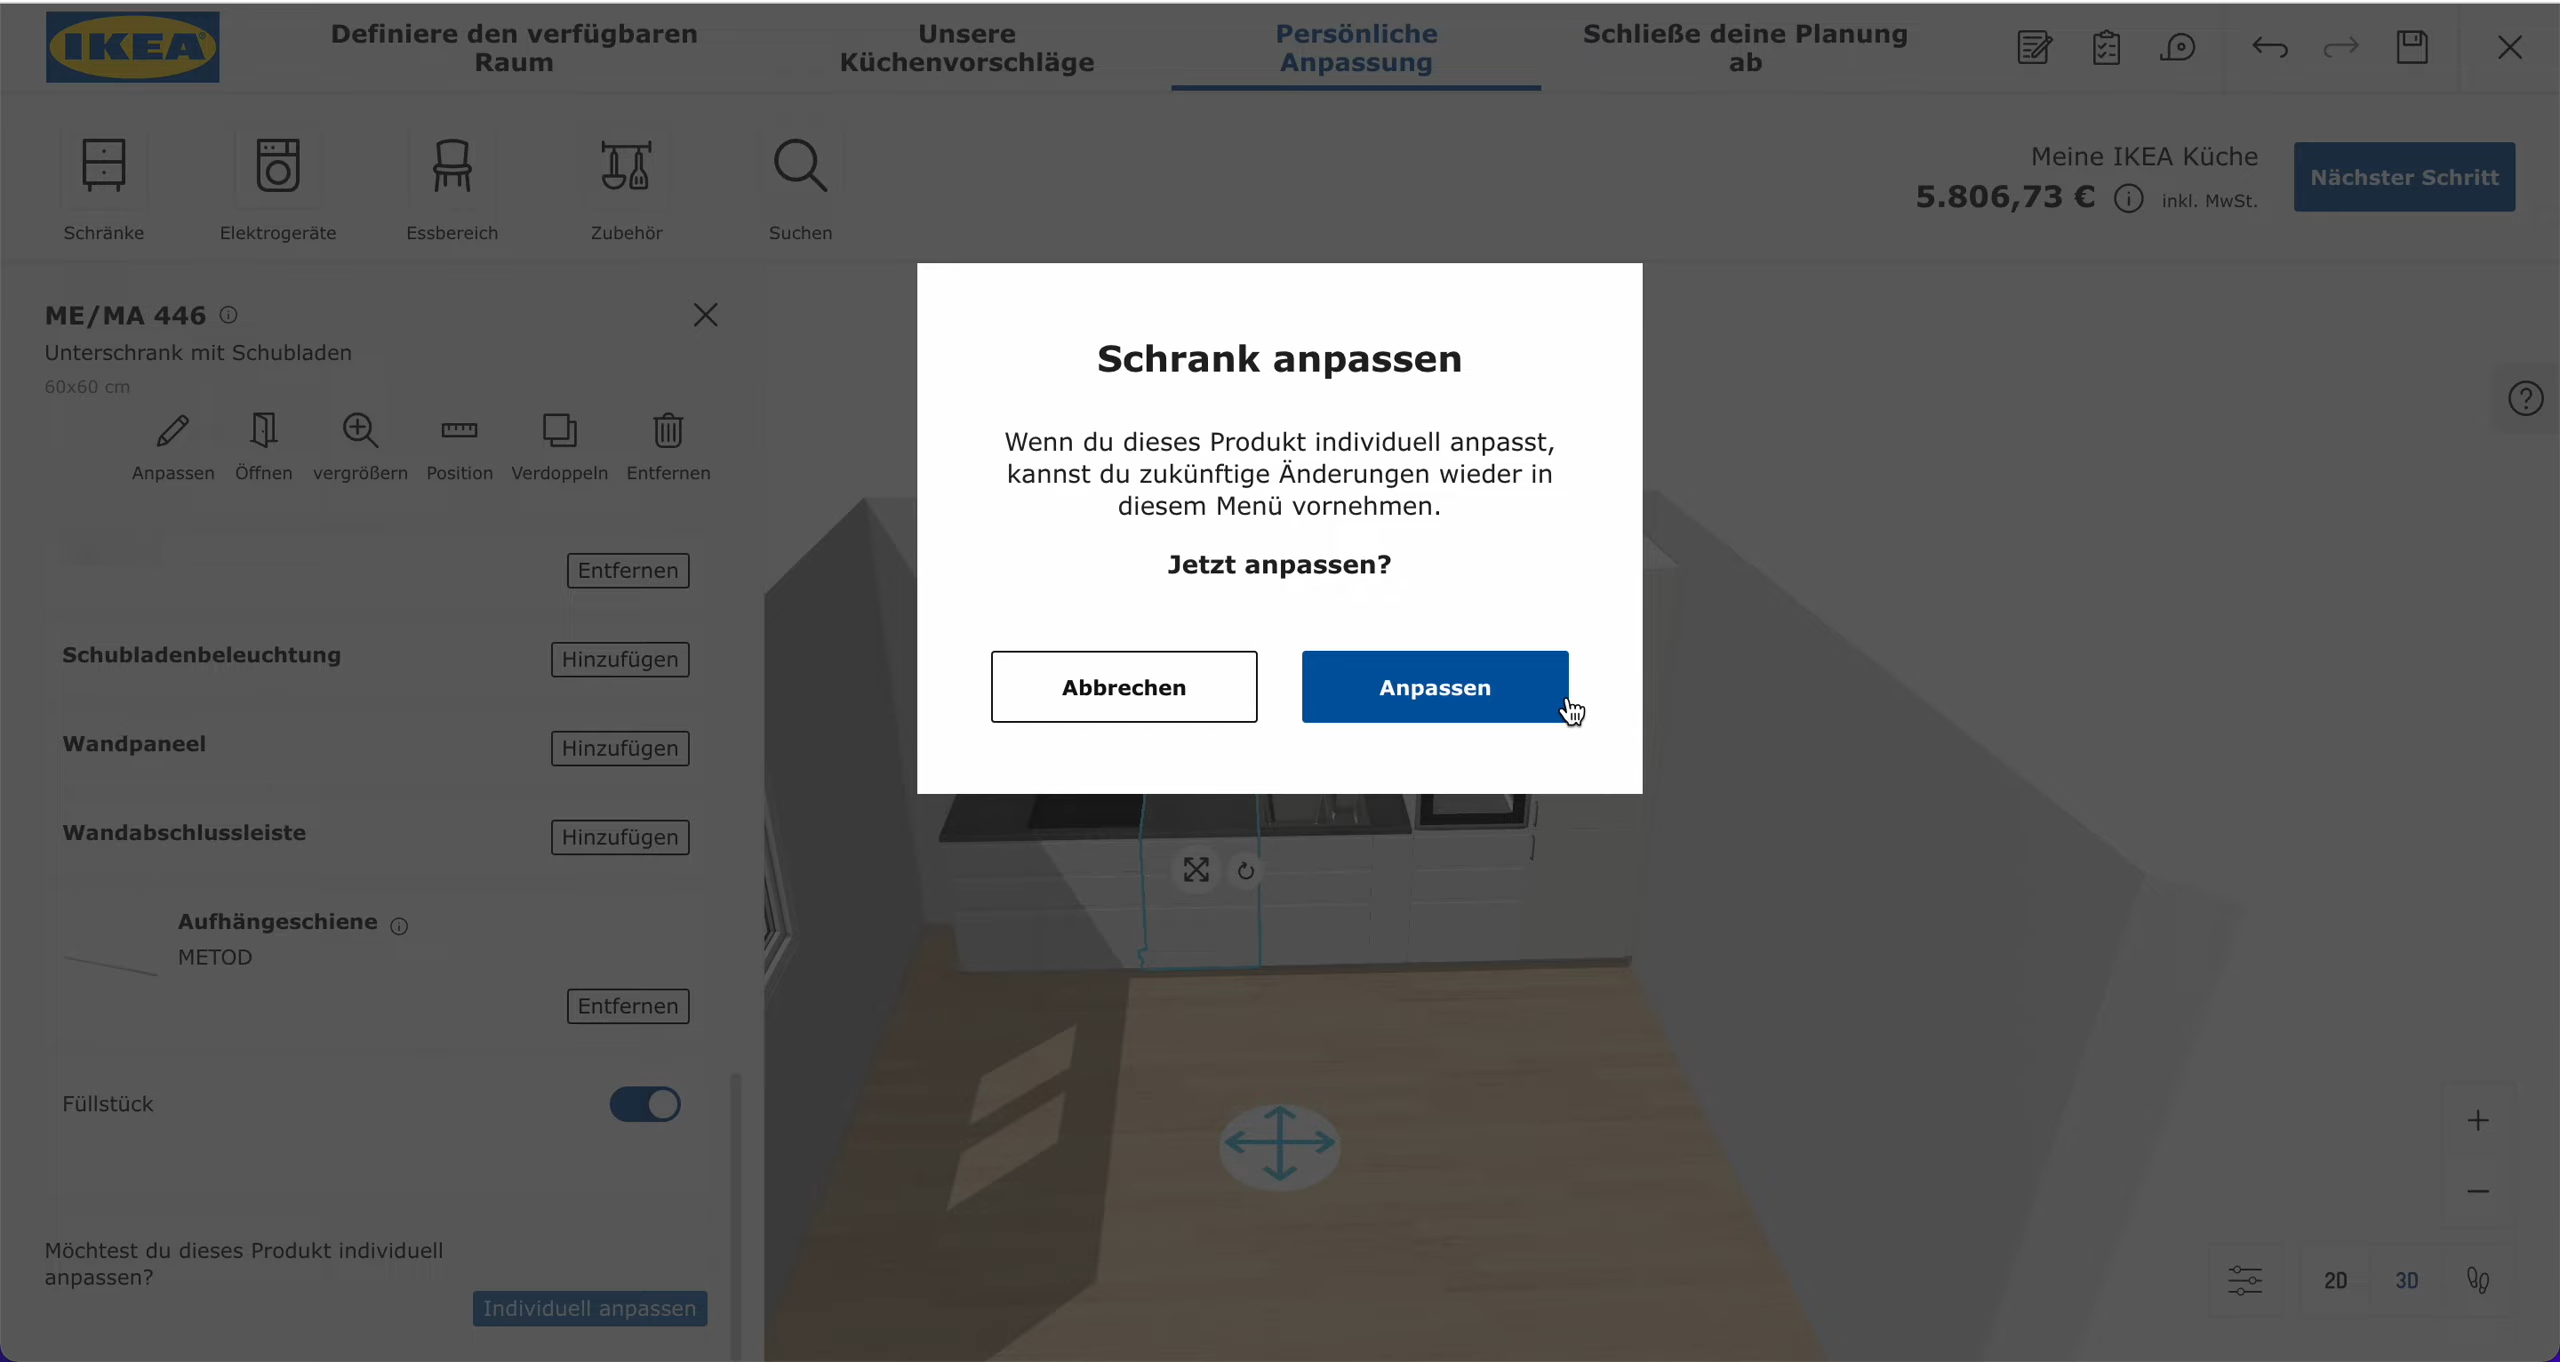 IKEA
Definiere den verfügbaren
Raum
Unsere
Küchenvorschläge
Persönliche
Anpassung
Schließe deine Planung
ab
Schränke
Elektrogeräte
Essbereich
Zubehör
Suchen
Meine IKEA Küche
5.806,73 €
inkl. MwSt.
Nächster Schritt
ME/MA 446
Unterschrank mit Schubladen
60x60 cm
Anpassen
Öffnen
vergrößern
Position
Verdoppeln
Entfernen
Entfernen
Schubladenbeleuchtung
Hinzufügen
Wandpaneel
Hinzufügen
Wandabschlussleiste
Hinzufügen
Aufhängeschiene
METOD
Entfernen
Füllstück
Möchtest du dieses Produkt individuell
anpassen?
Individuell anpassen
Schrank anpassen
Wenn du dieses Produkt individuell anpasst,
kannst du zukünftige Änderungen wieder in
diesem Menü vornehmen.
Jetzt anpassen?
Abbrechen
Anpassen
2D
3D